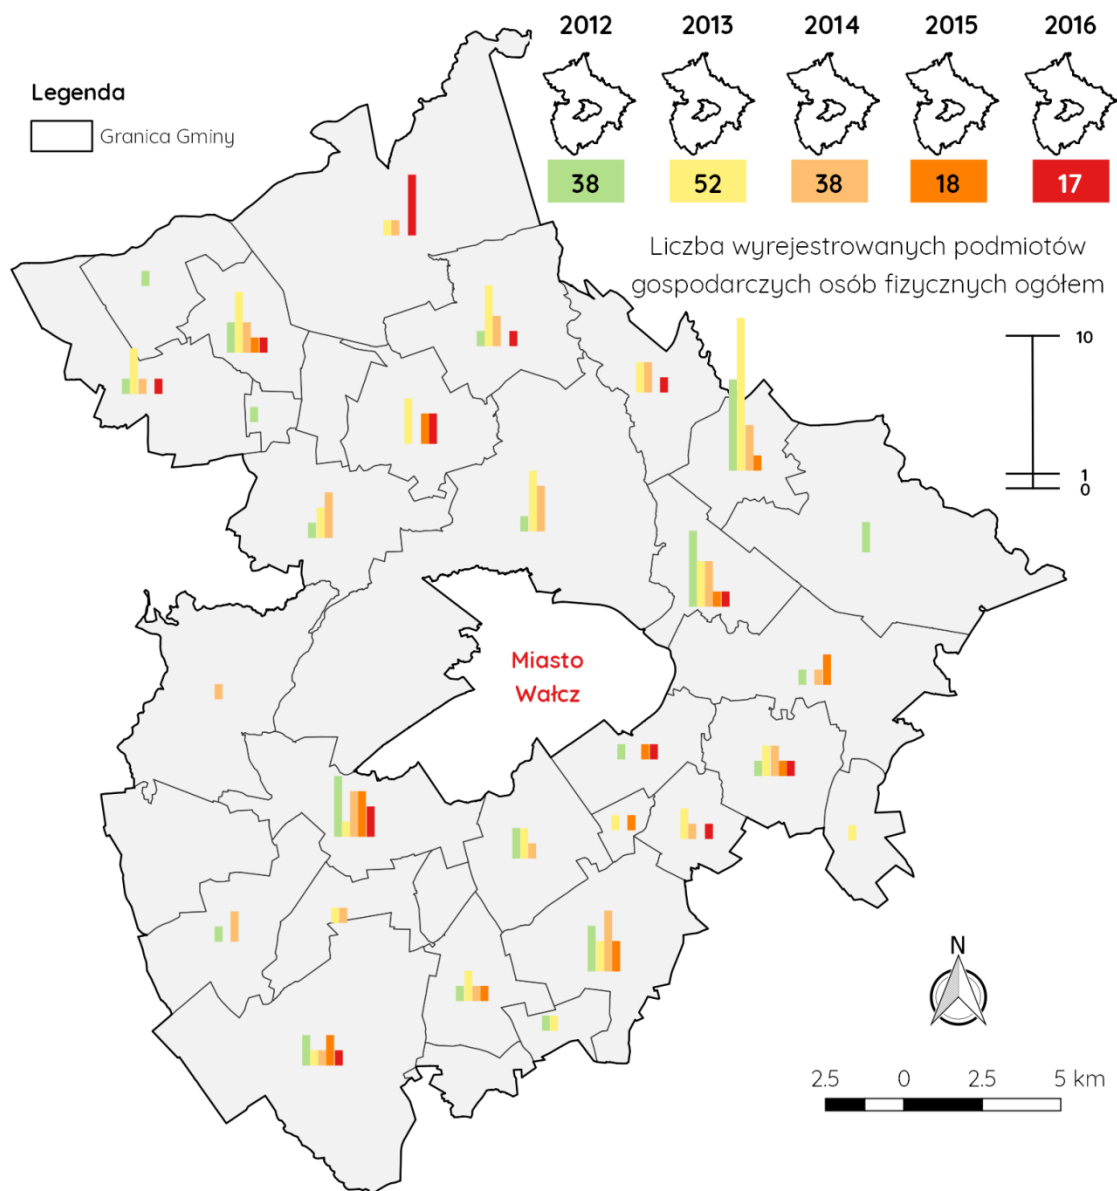 2012 2013 2014 2015 2016
Legenda
Granica Gminy
38 52 38 18 17
Liczba wyrejestrowanych podmiotów
gospodarczych osób fizycznych ogółem
10
1
0
Miasto
Wałcz
N
2.5 0 2.5 5 km